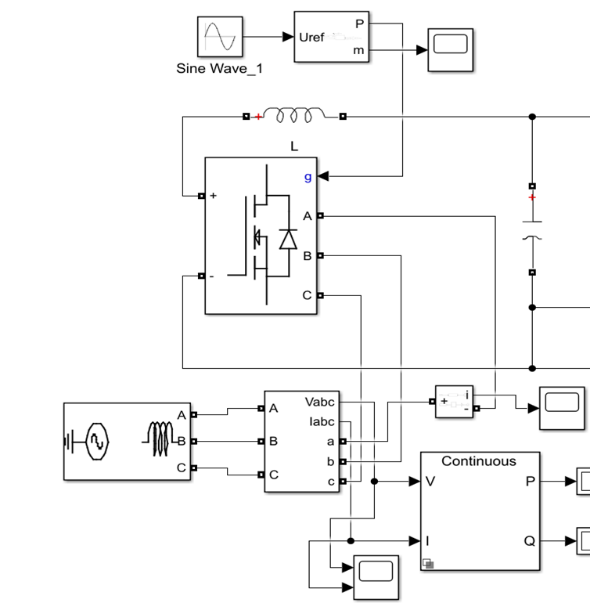 P
Uref
m
Sine Wave_1
+
L
g
+
A
+
B
-
C
Vabc
i
A
A
Iabc
+
-
B
B
a
b
C
C
c
Continuous
V
P
I
Q